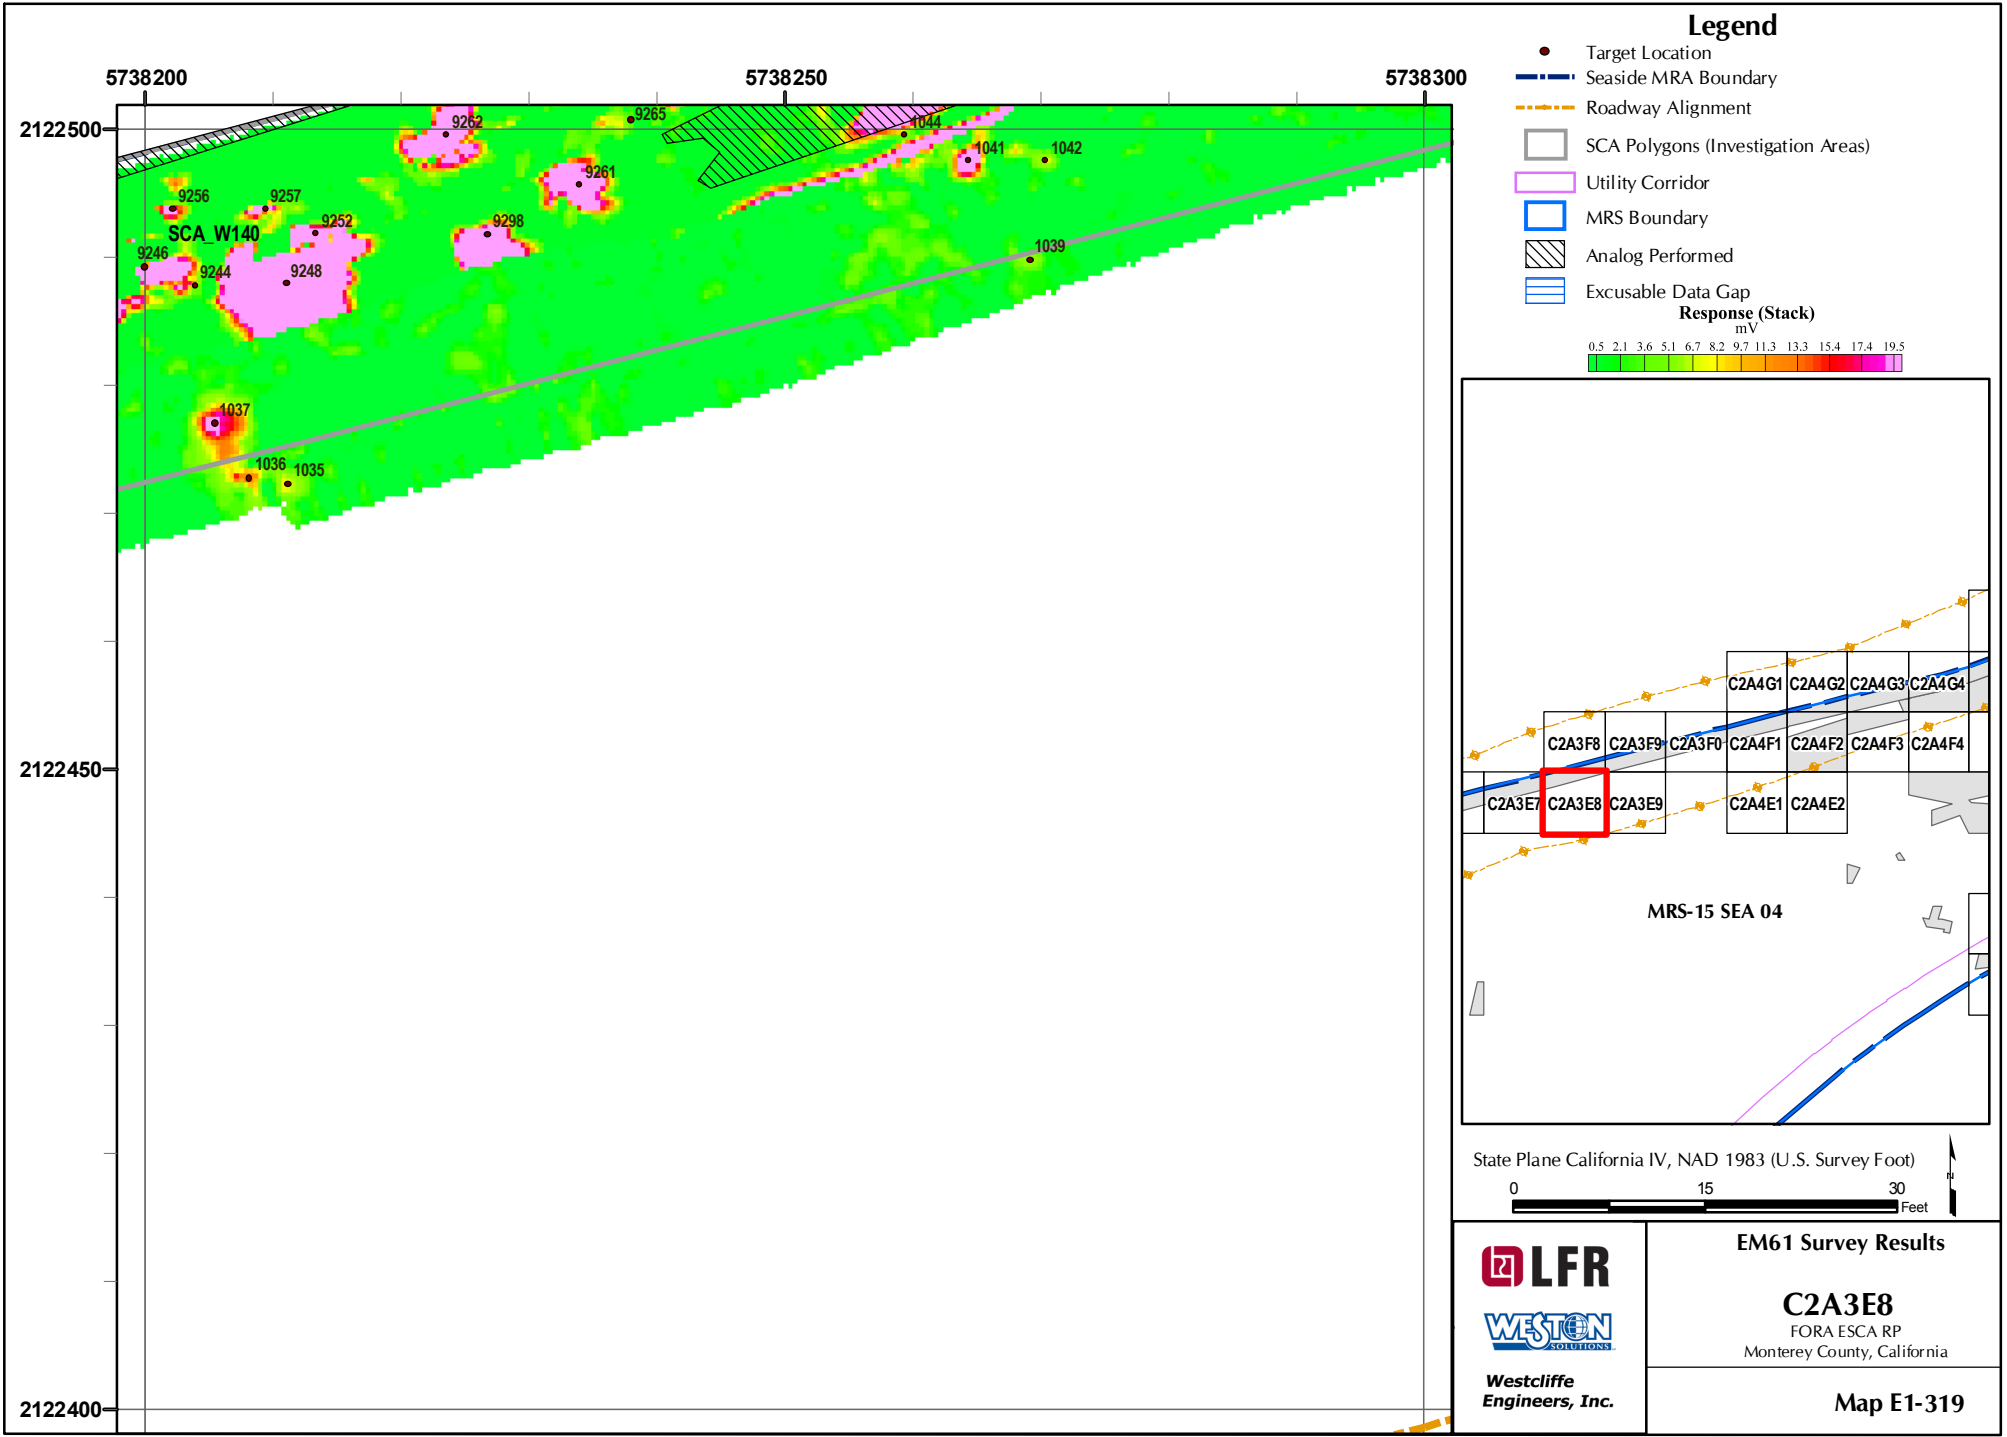 5738200
5738250
5738300
2122500
2122450
2122400
9262
9265
1044
1041
1042
9261
9256
9257
SCA_W140
9252
9298
9246
9244
9248
1039
1037
1036
1035
Legend
Target Location
Seaside MRA Boundary
Roadway Alignment
SCA Polygons (Investigation Areas)
Utility Corridor
MRS Boundary
Analog Performed
Excusable Data Gap
Response (Stack)
mV
0.5 2.1 3.6 5.1 6.7 8.2 9.7 11.3 13.3 15.4 17.4 19.5
C2A4G1 C2A4G2 C2A4G3 C2A4G4
C2A3F8 C2A3F9 C2A3F0 C2A4F1 C2A4F2 C2A4F3 C2A4F4
C2A3E7 C2A3E8 C2A3E9 C2A4E1 C2A4E2
MRS-15 SEA 04
State Plane California IV, NAD 1983 (U.S. Survey Foot)
N
0 15 30
Feet
LFR
WESTON
SOLUTIONS
Westcliffe
Engineers, Inc.
EM61 Survey Results
C2A3E8
FORA ESCA RP
Monterey County, California
Map E1-319